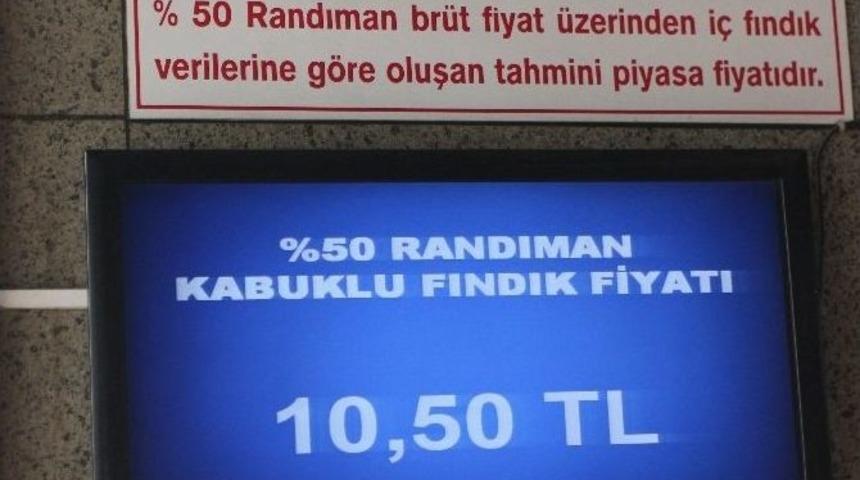 % 50 Randıman brüt fiyat üzerinden iç fındık
verilerine göre oluşan tahmini piyasa fiyatıdır.
%50 RANDIMAN
KABUKLU FINDIK FİYATI
10,50 TL